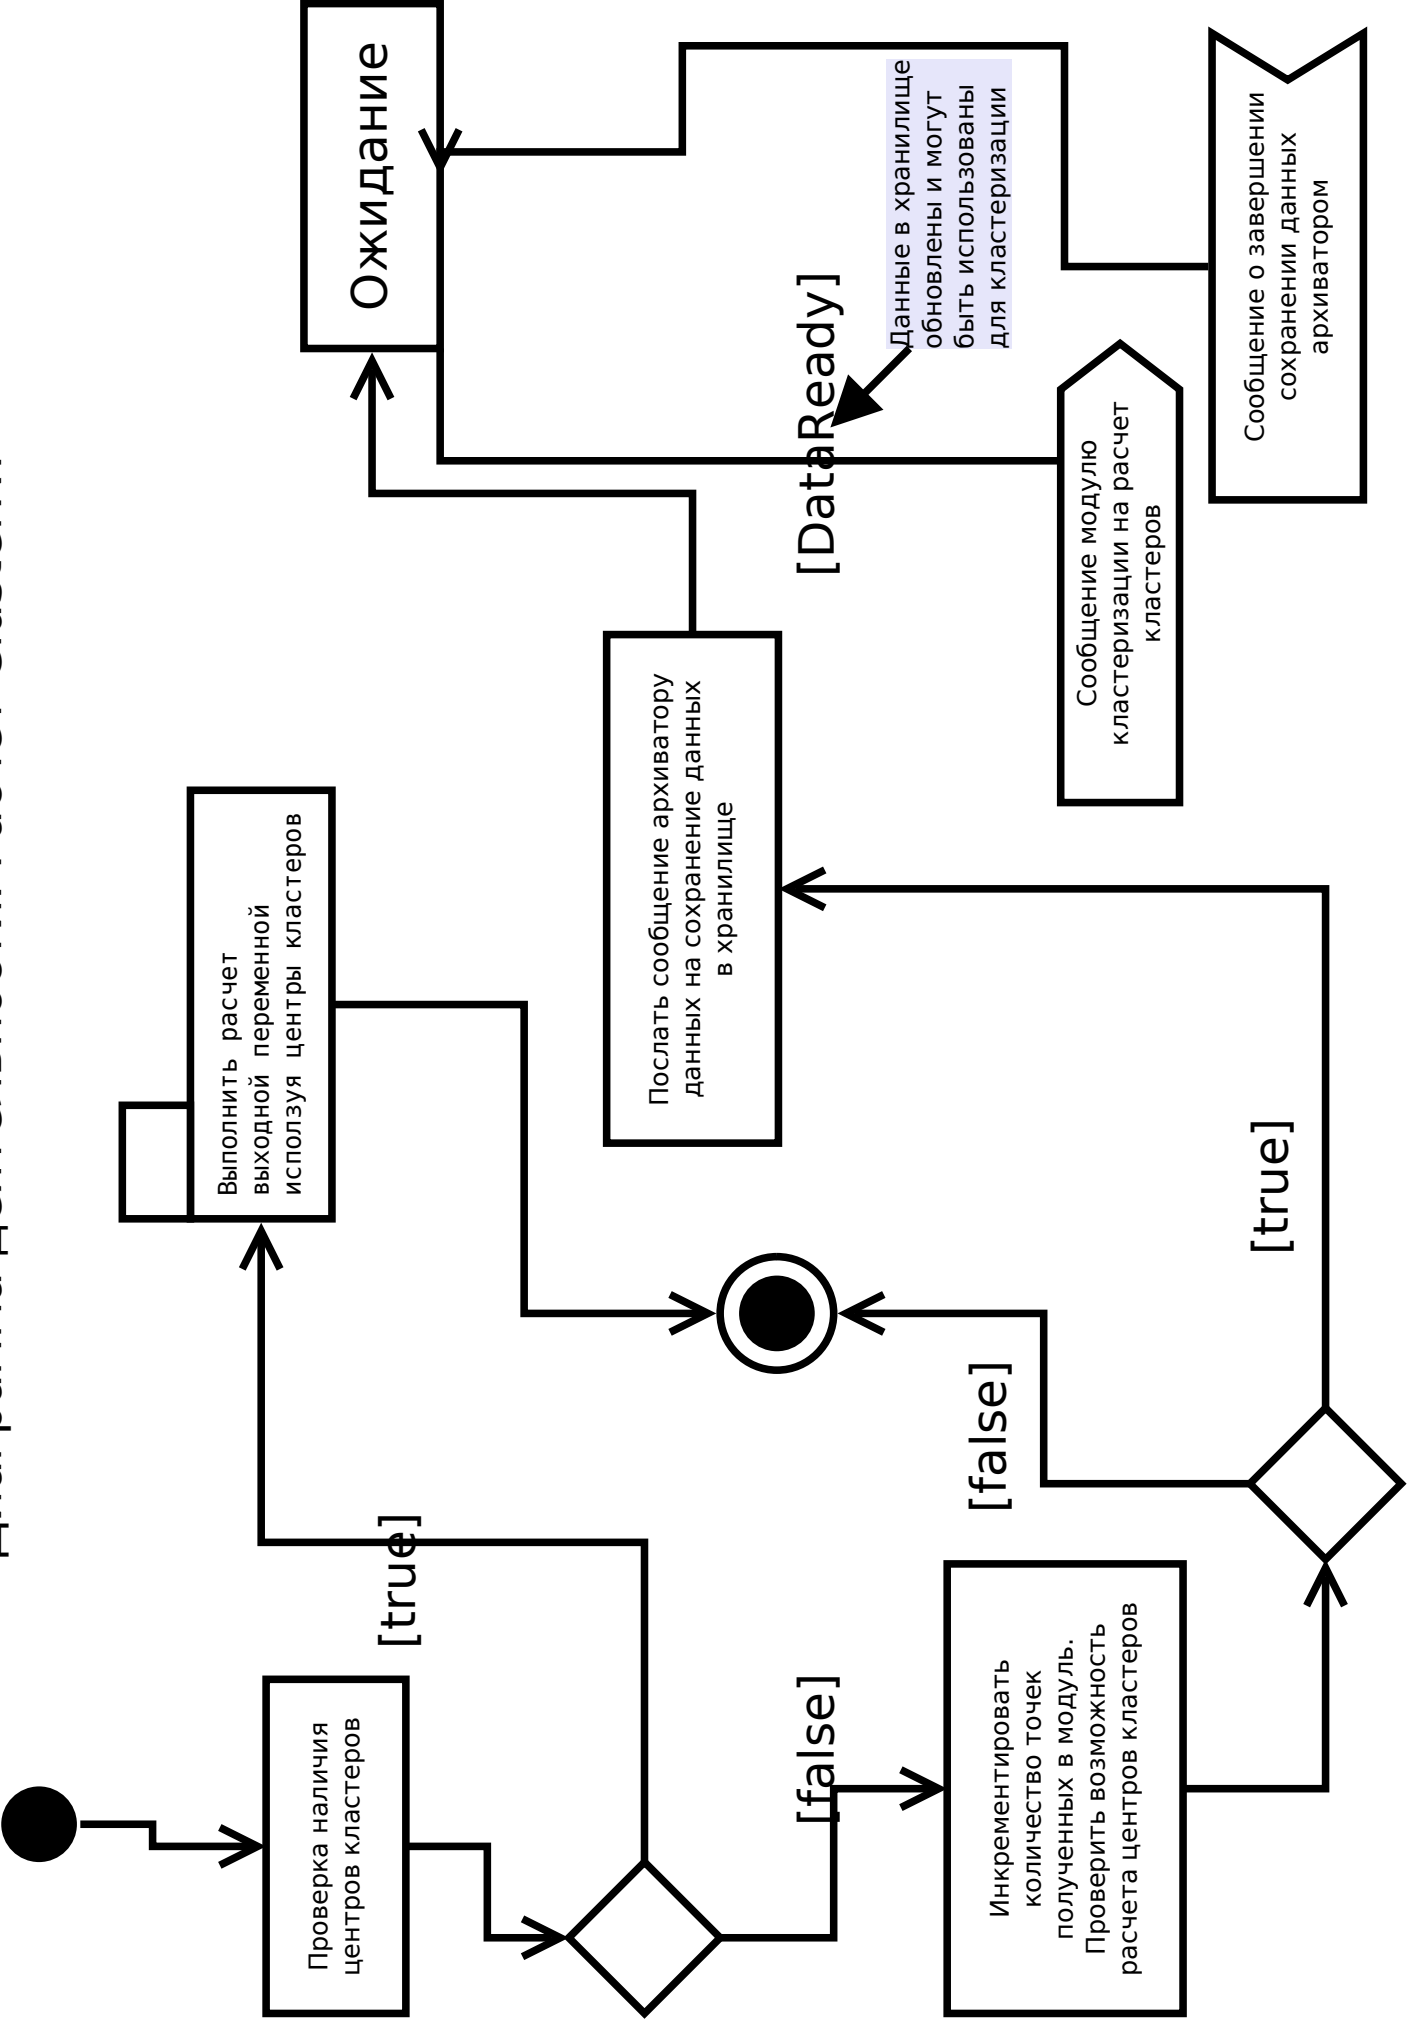 Проверка наличия
центров кластеров
[true]
[false]
Инкрементировать
количество точек
полученных в модуль.
Проверить возможность
расчета центров кластеров
Выполнить расчет
выходной переменной
исползуя центры кластеров
[false]
[true]
Послать сообщение архиватору
данных на сохранение данных
в хранилище
Ожидание
[DataReady]
Данные в хранилище
обновлены и могут
быть использованы
для кластеризации
Сообщение модулю
кластеризации на расчет
кластеров
Сообщение о завершении
сохранении данных
архиватором